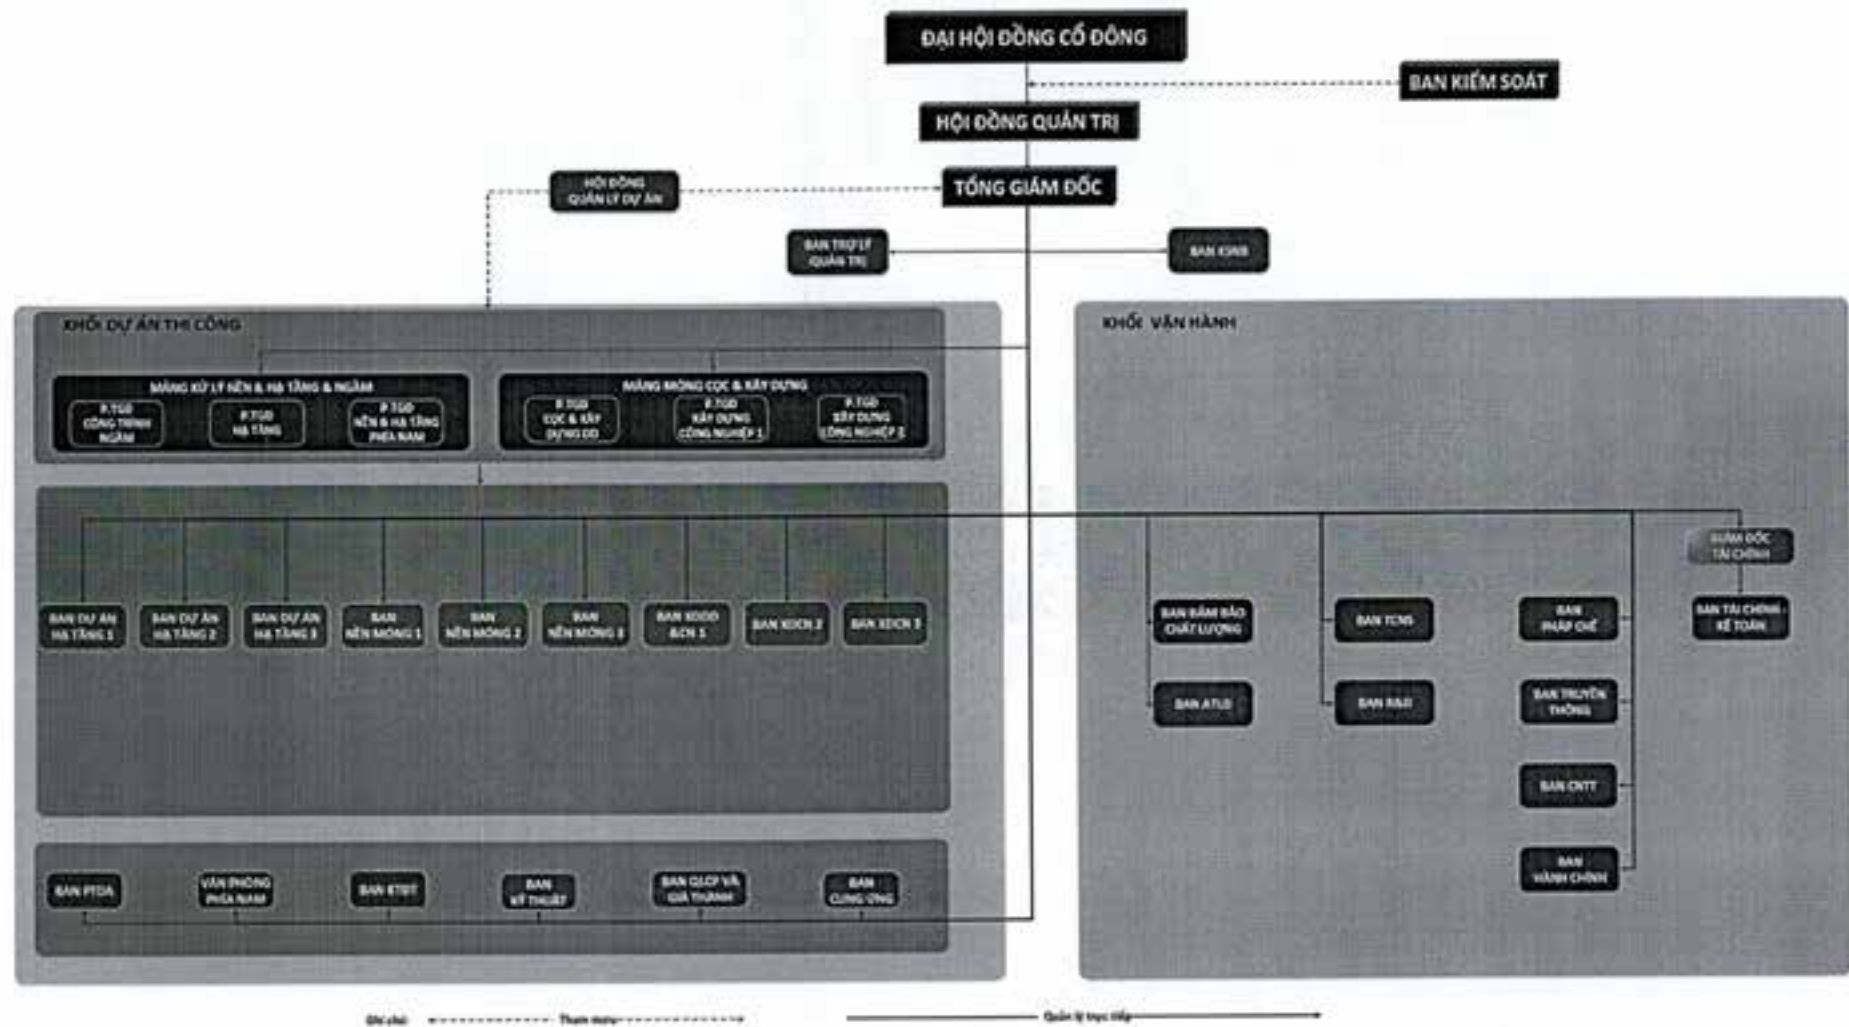 ĐẠI HỘI ĐỒNG CỔ ĐÔNG
BAN KIỂM SOÁT
HỘI ĐỒNG QUẢN TRỊ
TỔNG GIÁM ĐỐC
HỘI ĐỒNG
QUẢN LÝ DỰ ÁN
BAN TRỢ LÝ
QUẢN TRỊ
BAN KSNB
KHỐI DỰ ÁN THI CÔNG
MẢNG XỬ LÝ NỀN & HẠ TẦNG & NGẦM
P.TGĐ
CÔNG TRÌNH
NGẦM
P.TGĐ
HẠ TẦNG
P.TGĐ
NỀN & HẠ TẦNG
PHÍA NAM
MẢNG MÓNG CỌC & XÂY DỰNG
P.TGĐ
CỌC & XÂY
DỰNG DD
P.TGĐ
XÂY DỰNG
CÔNG NGHIỆP 1
P.TGĐ
XÂY DỰNG
CÔNG NGHIỆP 2
BAN DỰ ÁN
HẠ TẦNG 1
BAN DỰ ÁN
HẠ TẦNG 2
BAN DỰ ÁN
HẠ TẦNG 3
BAN
NỀN MÓNG 1
BAN
NỀN MÓNG 2
BAN
NỀN MÓNG 3
BAN XDDD
&CN 1
BAN XDCN 2
BAN XDCN 3
BAN PTDA
VĂN PHÒNG
PHÍA NAM
BAN KTĐT
BAN
KỸ THUẬT
BAN QLCP VÀ
GIÁ THÀNH
BAN
CUNG ỨNG
KHỐI VẬN HÀNH
GIÁM ĐỐC
TÀI CHÍNH
BAN ĐẢM BẢO
CHẤT LƯỢNG
BAN TCNS
BAN
PHÁP CHẾ
BAN TÀI CHÍNH -
KẾ TOÁN
BAN ATLĐ
BAN R&D
BAN TRUYỀN
THÔNG
BAN CNTT
BAN
HÀNH CHÍNH
Ghi chú: Tham mưu
Quản lý trực tiếp